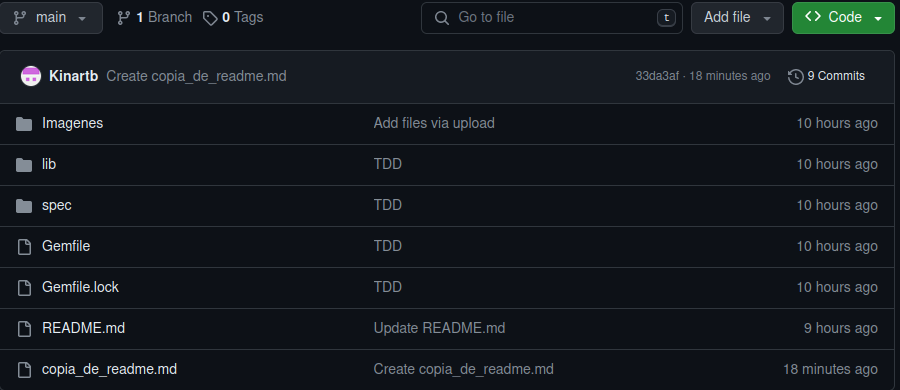 main 1 Branch 0 Tags Go to file t Add file Code
Kinartb Create copia_de_readme.md 33da3af · 18 minutes ago 9 Commits
Imagenes Add files via upload 10 hours ago
lib TDD 10 hours ago
spec TDD 10 hours ago
Gemfile TDD 10 hours ago
Gemfile.lock TDD 10 hours ago
README.md Update README.md 9 hours ago
copia_de_readme.md Create copia_de_readme.md 18 minutes ago